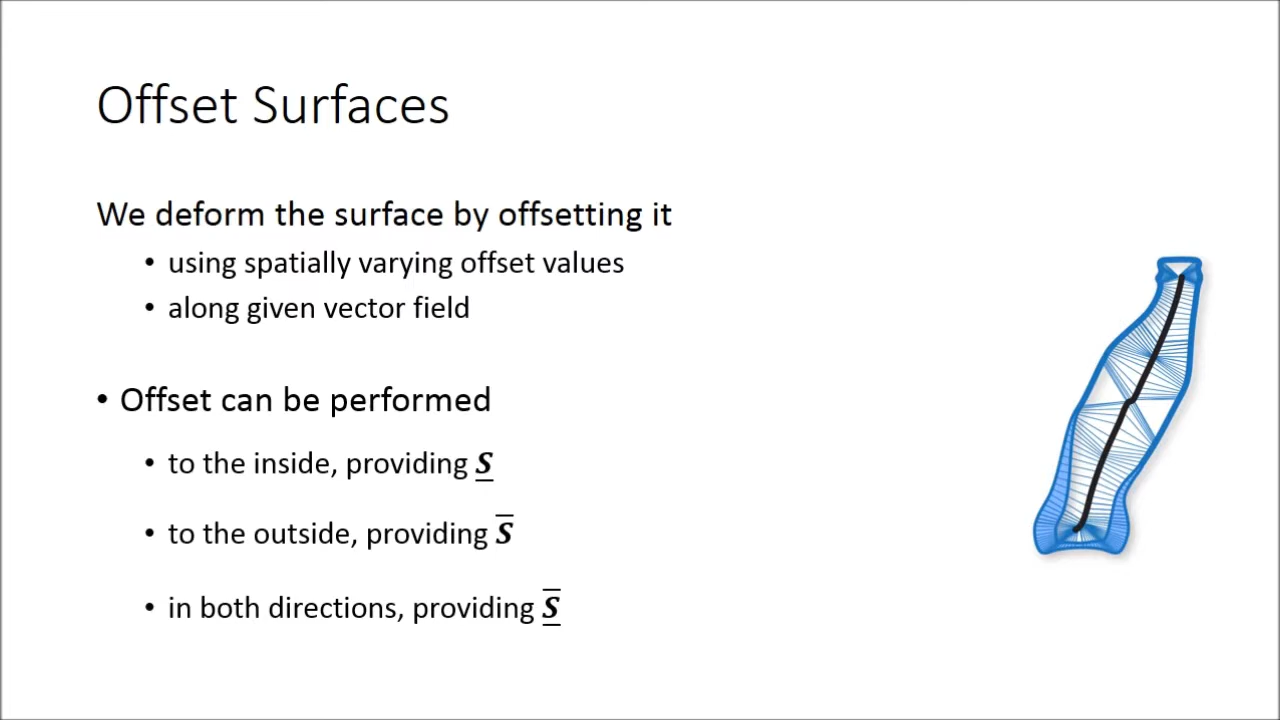 Offset Surfaces
We deform the surface by offsetting it
• using spatially varying offset values
• along given vector field
• Offset can be performed
• to the inside, providing S̲
• to the outside, providing S̅
• in both directions, providing S̲̅